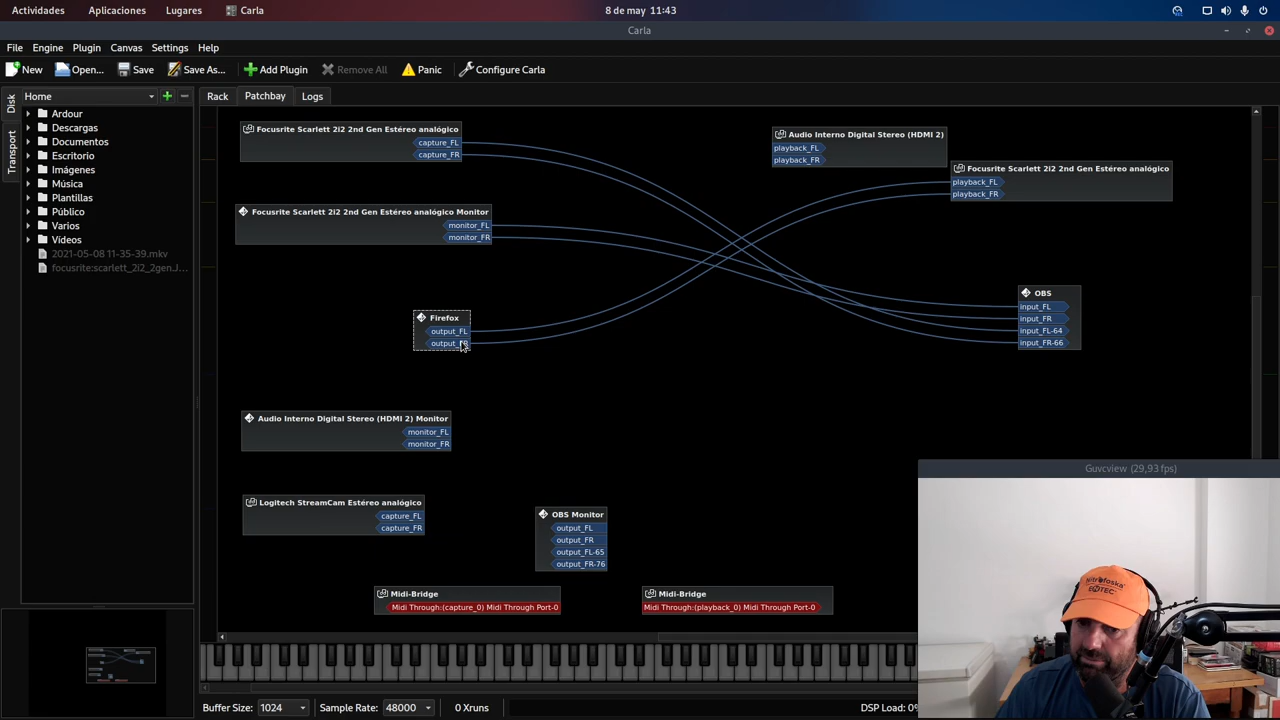 Actividades Aplicaciones Lugares Carla 8 de may 11:43
Carla
File Engine Plugin Canvas Settings Help
New Open... Save Save As... Add Plugin Remove All Panic Configure Carla
Disk
Transport
Home
Ardour
Descargas
Documentos
Escritorio
Imágenes
Música
Plantillas
Público
Varios
Vídeos
2021-05-08 11-35-39.mkv
focusrite:scarlett_2i2_2gen.J...
Rack Patchbay Logs
Focusrite Scarlett 2i2 2nd Gen Estéreo analógico
capture_FL
capture_FR
Audio Interno Digital Stereo (HDMI 2)
playback_FL
playback_FR
Focusrite Scarlett 2i2 2nd Gen Estéreo analógico
playback_FL
playback_FR
Focusrite Scarlett 2i2 2nd Gen Estéreo analógico Monitor
monitor_FL
monitor_FR
OBS
input_FL
input_FR
input_FL-64
input_FR-66
Firefox
output_FL
output_FR
Audio Interno Digital Stereo (HDMI 2) Monitor
monitor_FL
monitor_FR
Logitech StreamCam Estéreo analógico
capture_FL
capture_FR
OBS Monitor
output_FL
output_FR
output_FL-65
output_FR-76
Midi-Bridge
Midi Through:(capture_0) Midi Through Port-0
Midi-Bridge
Midi Through:(playback_0) Midi Through Port-0
Guvcview (29,93 fps)
Nitrofoska
Buffer Size: 1024 Sample Rate: 48000 0 Xruns DSP Load: 0%